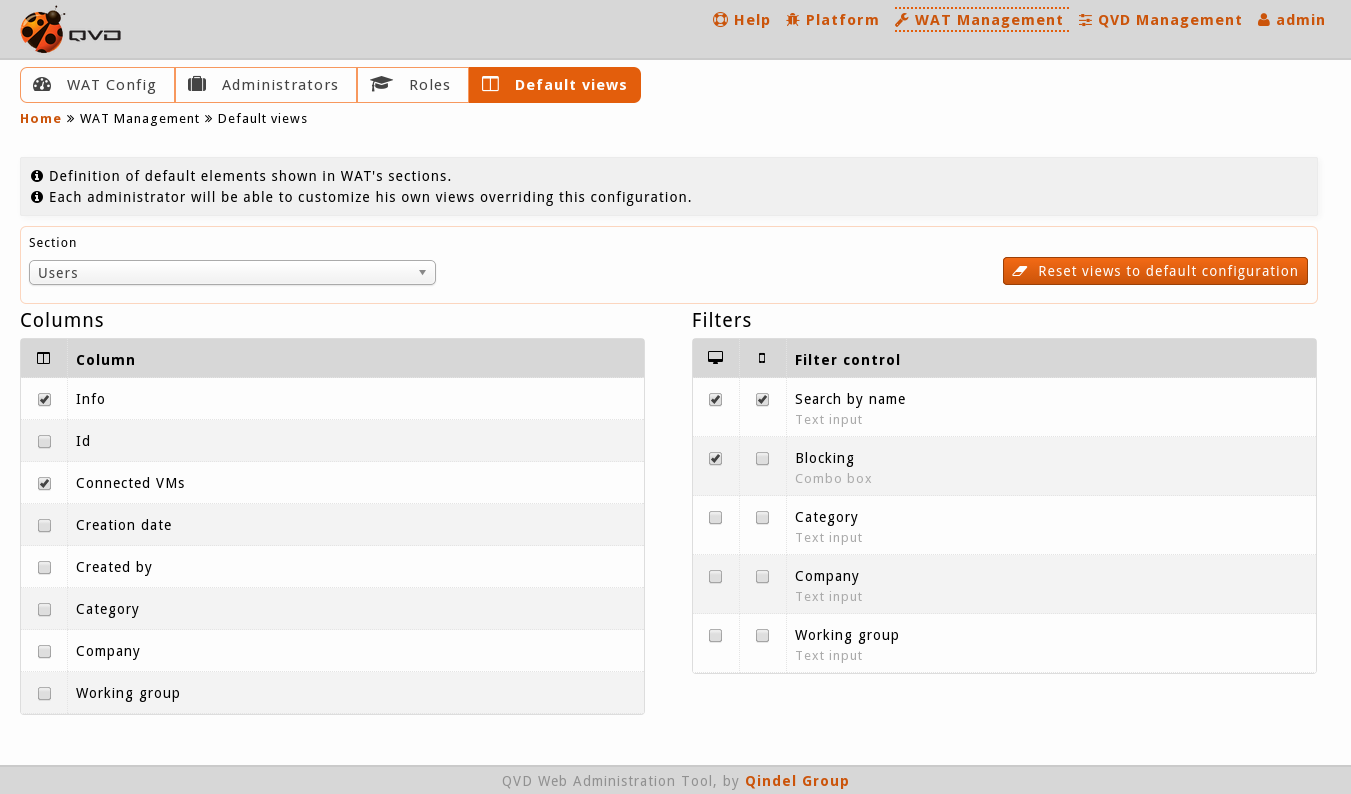 QVD
Help Platform WAT Management QVD Management admin
WAT Config Administrators Roles Default views
Home » WAT Management » Default views
Definition of default elements shown in WAT's sections.
Each administrator will be able to customize his own views overriding this configuration.
Section
Users
Reset views to default configuration
Columns
Column
Info
Id
Connected VMs
Creation date
Created by
Category
Company
Working group
Filters
Filter control
Search by name
Text input
Blocking
Combo box
Category
Text input
Company
Text input
Working group
Text input
QVD Web Administration Tool, by Qindel Group